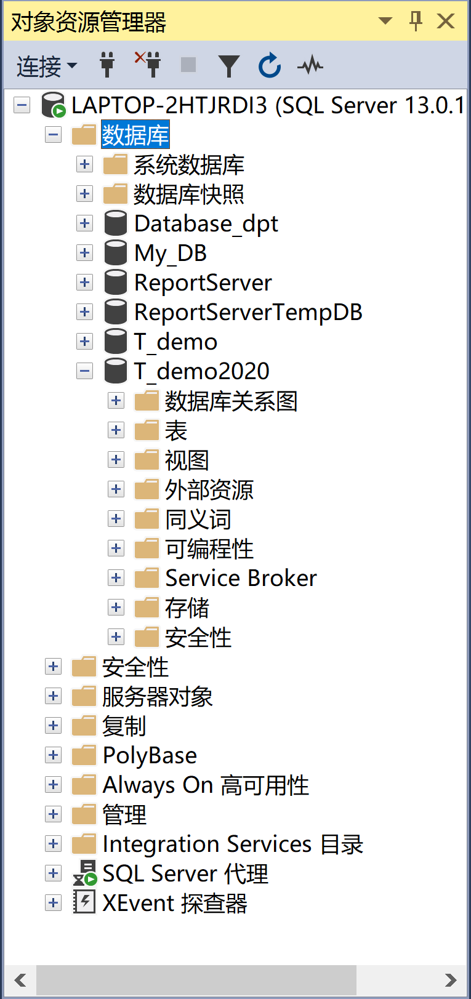 对象资源管理器
连接
LAPTOP-2HTJRDI3 (SQL Server 13.0.1
数据库
系统数据库
数据库快照
Database_dpt
My_DB
ReportServer
ReportServerTempDB
T_demo
T_demo2020
数据库关系图
表
视图
外部资源
同义词
可编程性
Service Broker
存储
安全性
安全性
服务器对象
复制
PolyBase
Always On 高可用性
管理
Integration Services 目录
SQL Server 代理
XEvent 探查器